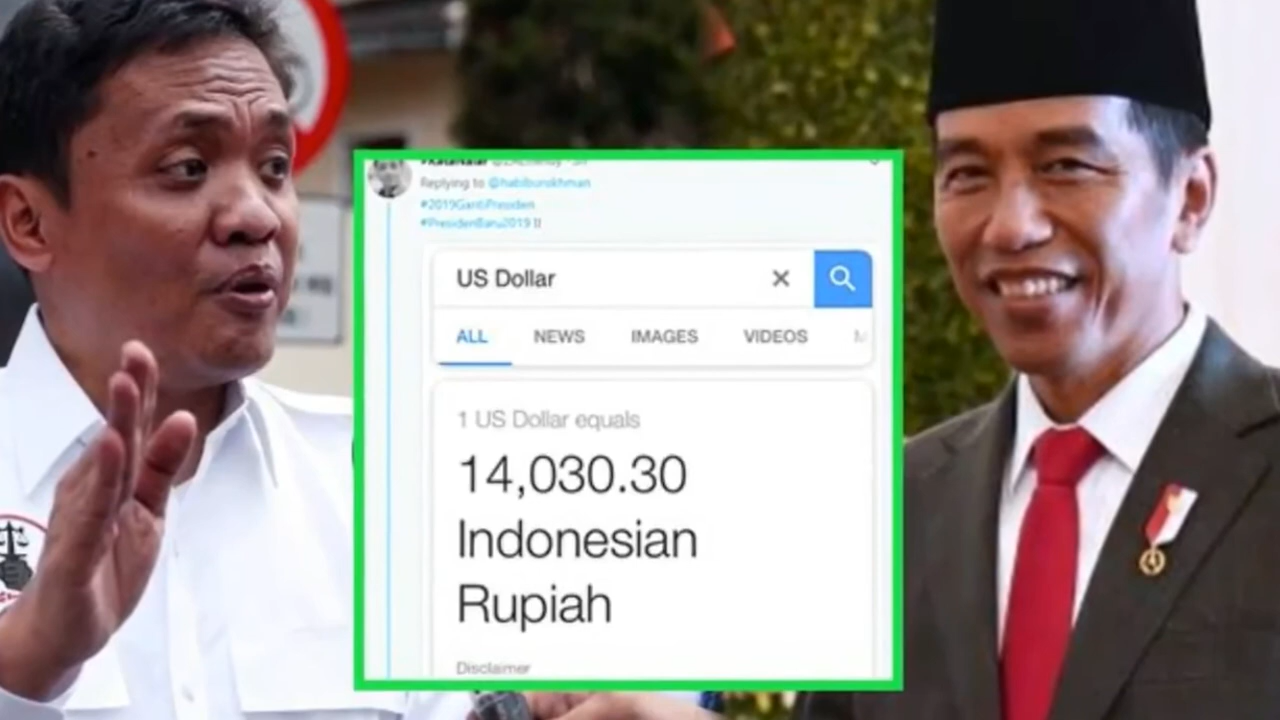 Replying to @habiburokhman
#2019GantiPresiden
#PresidenBaru2019 !!
US Dollar
ALL NEWS IMAGES VIDEOS
1 US Dollar equals
14,030.30
Indonesian
Rupiah
Disclaimer